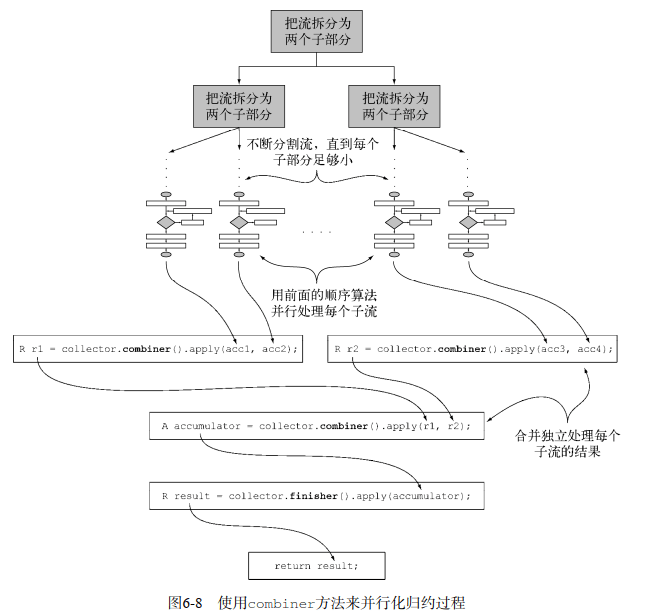 把流拆分为
两个子部分
把流拆分为
两个子部分
把流拆分为
两个子部分
不断分割流，直到每个
子部分足够小
. . . .
用前面的顺序算法
并行处理每个子流
R r1 = collector.combiner().apply(acc1, acc2);
R r2 = collector.combiner().apply(acc3, acc4);
A accumulator = collector.combiner().apply(r1, r2);
合并独立处理每个
子流的结果
R result = collector.finisher().apply(accumulator);
return result;
图6-8 使用combiner方法来并行化归约过程